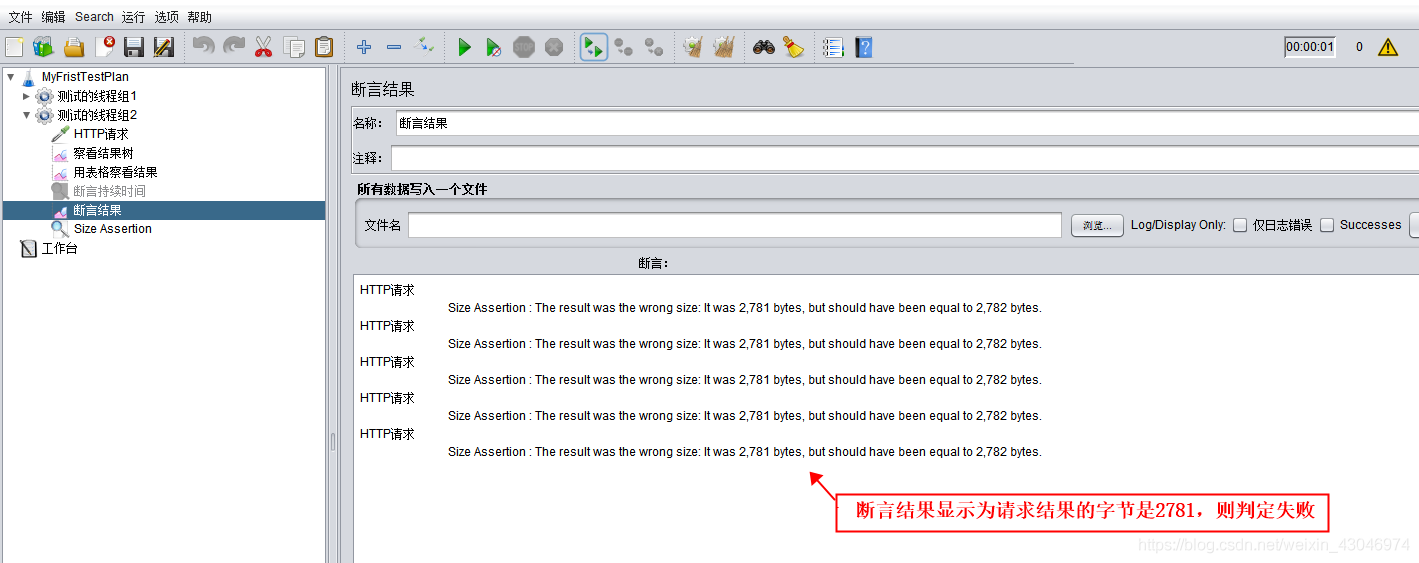 文件 编辑 Search 运行 选项 帮助
STOP
00:00:01 0
MyFristTestPlan
测试的线程组1
测试的线程组2
HTTP请求
察看结果树
用表格察看结果
断言持续时间
断言结果
Size Assertion
工作台
断言结果
名称： 断言结果
注释：
所有数据写入一个文件
文件名 浏览... Log/Display Only: 仅日志错误 Successes
断言：
HTTP请求
Size Assertion : The result was the wrong size: It was 2,781 bytes, but should have been equal to 2,782 bytes.
HTTP请求
Size Assertion : The result was the wrong size: It was 2,781 bytes, but should have been equal to 2,782 bytes.
HTTP请求
Size Assertion : The result was the wrong size: It was 2,781 bytes, but should have been equal to 2,782 bytes.
HTTP请求
Size Assertion : The result was the wrong size: It was 2,781 bytes, but should have been equal to 2,782 bytes.
HTTP请求
Size Assertion : The result was the wrong size: It was 2,781 bytes, but should have been equal to 2,782 bytes.
断言结果显示为请求结果的字节是2781，则判定失败
https://blog.csdn.net/weixin_43046974